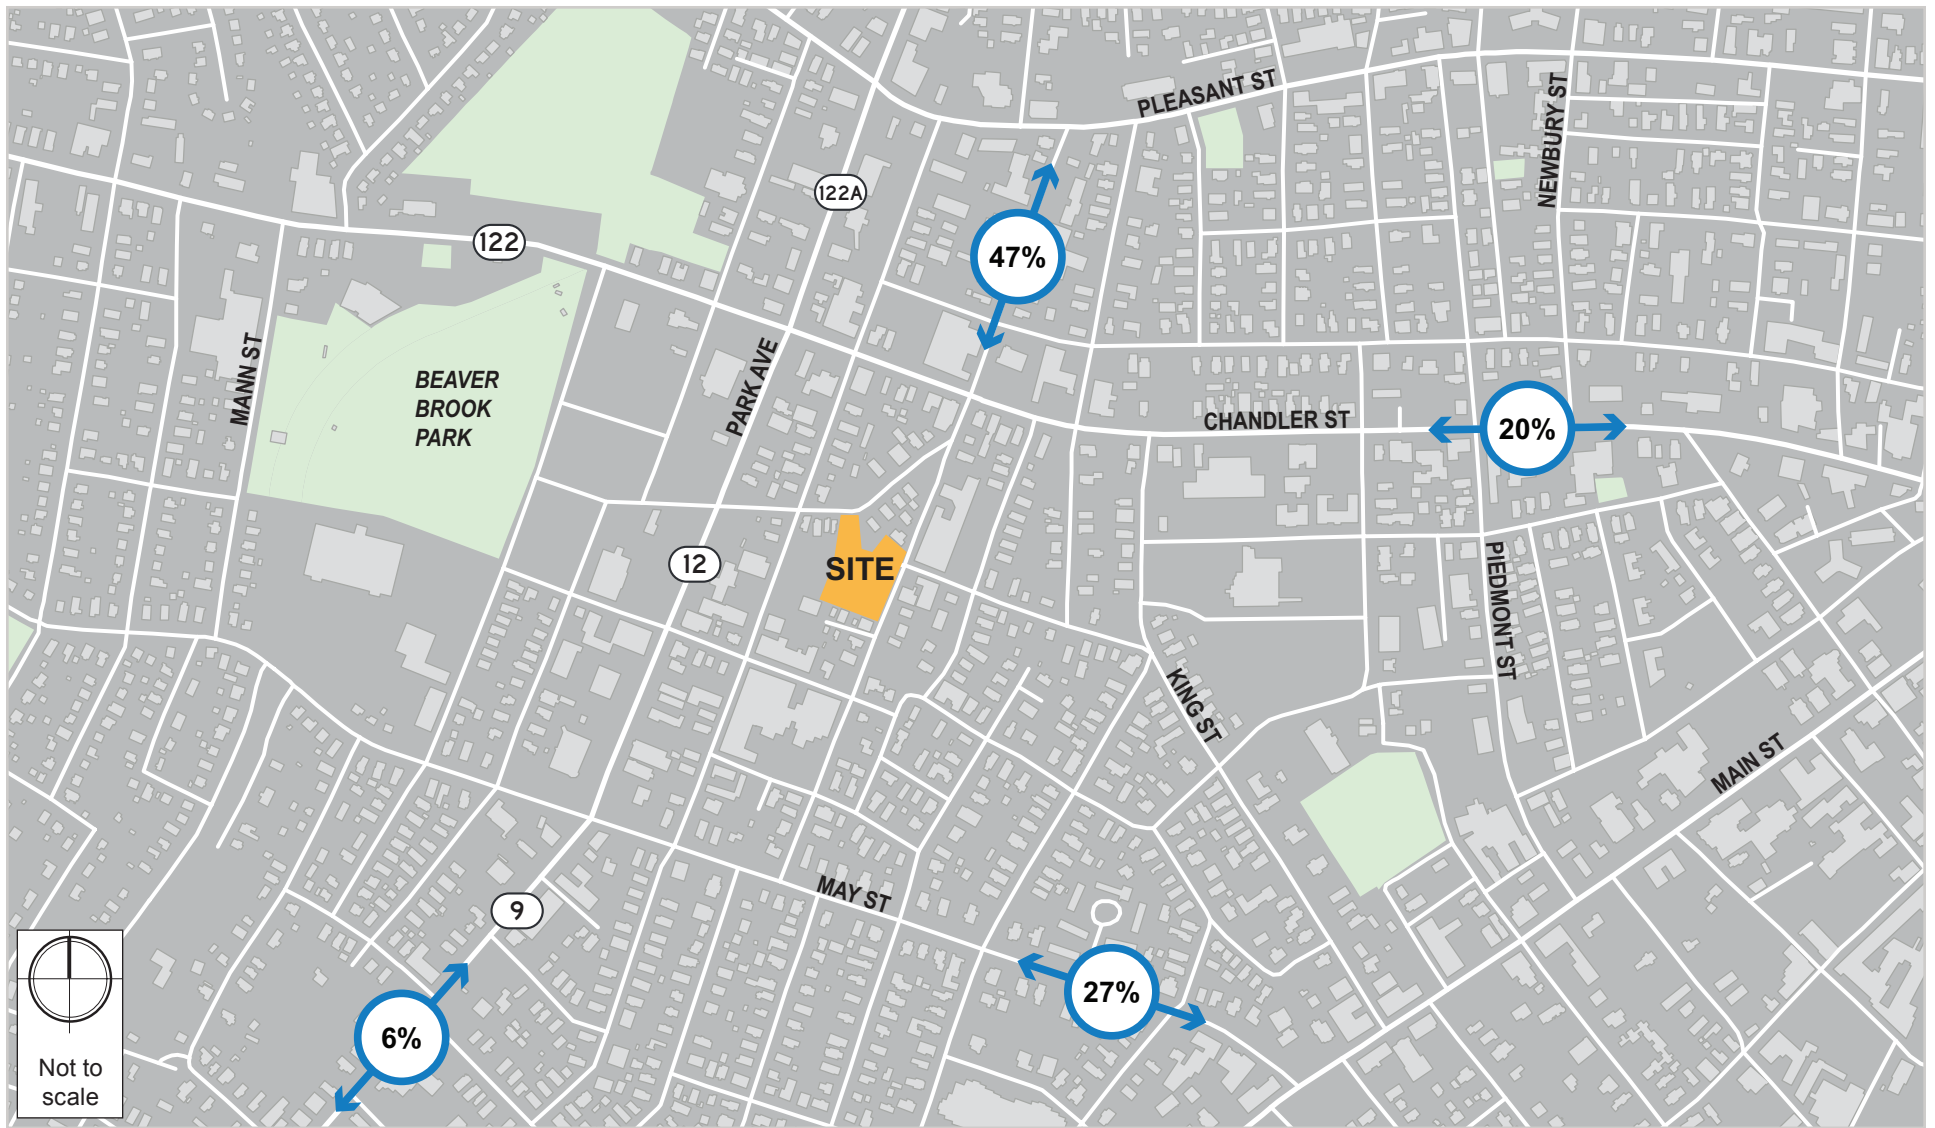 PLEASANT ST
NEWBURY ST
122A
122
47%
MANN ST
PARK AVE
BEAVER
BROOK
PARK
CHANDLER ST
20%
12
SITE
PIEDMONT ST
KING ST
MAIN ST
MAY ST
9
27%
6%
Not to
scale